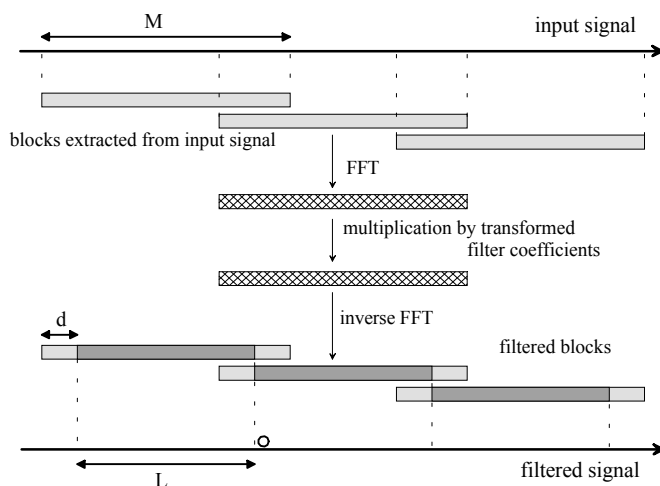 M
input signal
blocks extracted from input signal
FFT
multiplication by transformed
filter coefficients
inverse FFT
d
filtered blocks
L
filtered signal